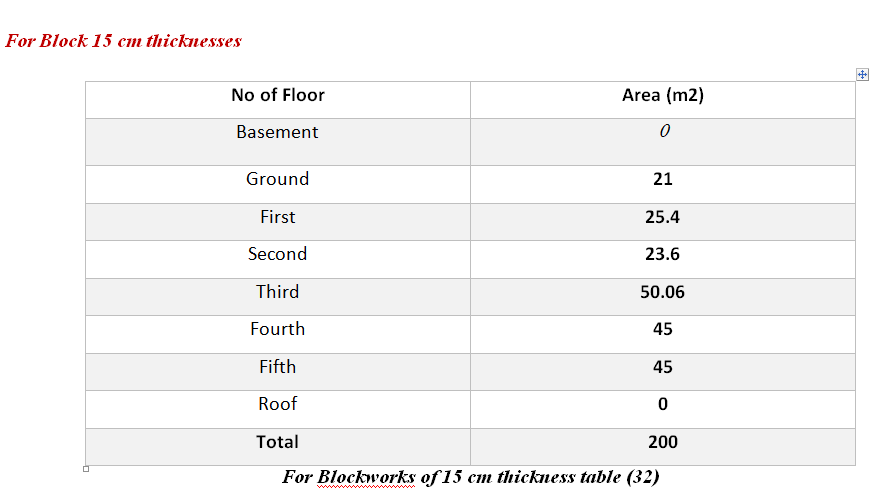 For Block 15 cm thicknesses
No of Floor Area (m2)
Basement 0
Ground 21
First 25.4
Second 23.6
Third 50.06
Fourth 45
Fifth 45
Roof 0
Total 200
For Blockworks of 15 cm thickness table (32)